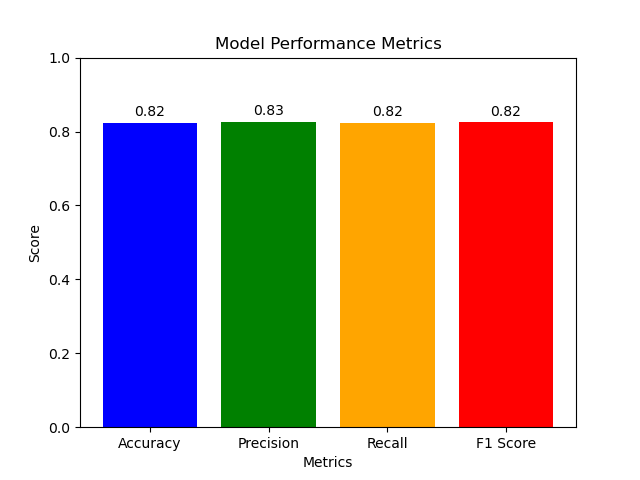 Model Performance Metrics
1.0
0.8
0.6
0.4
0.2
0.0
Score
0.82
0.83
0.82
0.82
Accuracy Precision Recall F1 Score
Metrics